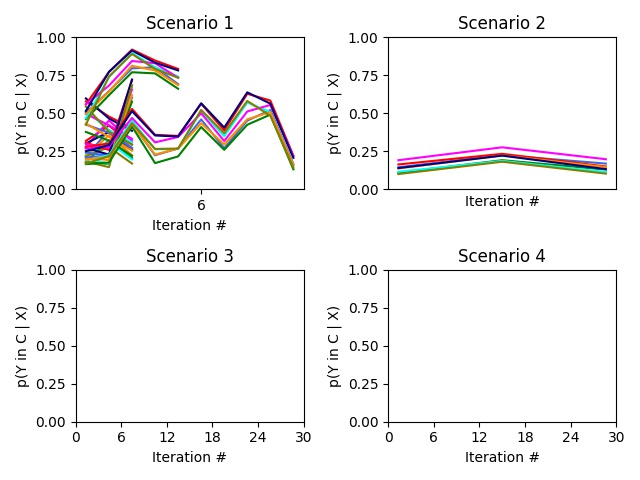 Scenario 1
1.00
0.75
0.50
0.25
0.00
p(Y in C | X)
6
Iteration #
Scenario 2
1.00
0.75
0.50
0.25
0.00
p(Y in C | X)
Iteration #
Scenario 3
1.00
0.75
0.50
0.25
0.00
p(Y in C | X)
0 6 12 18 24 30
Iteration #
Scenario 4
1.00
0.75
0.50
0.25
0.00
p(Y in C | X)
0 6 12 18 24 30
Iteration #